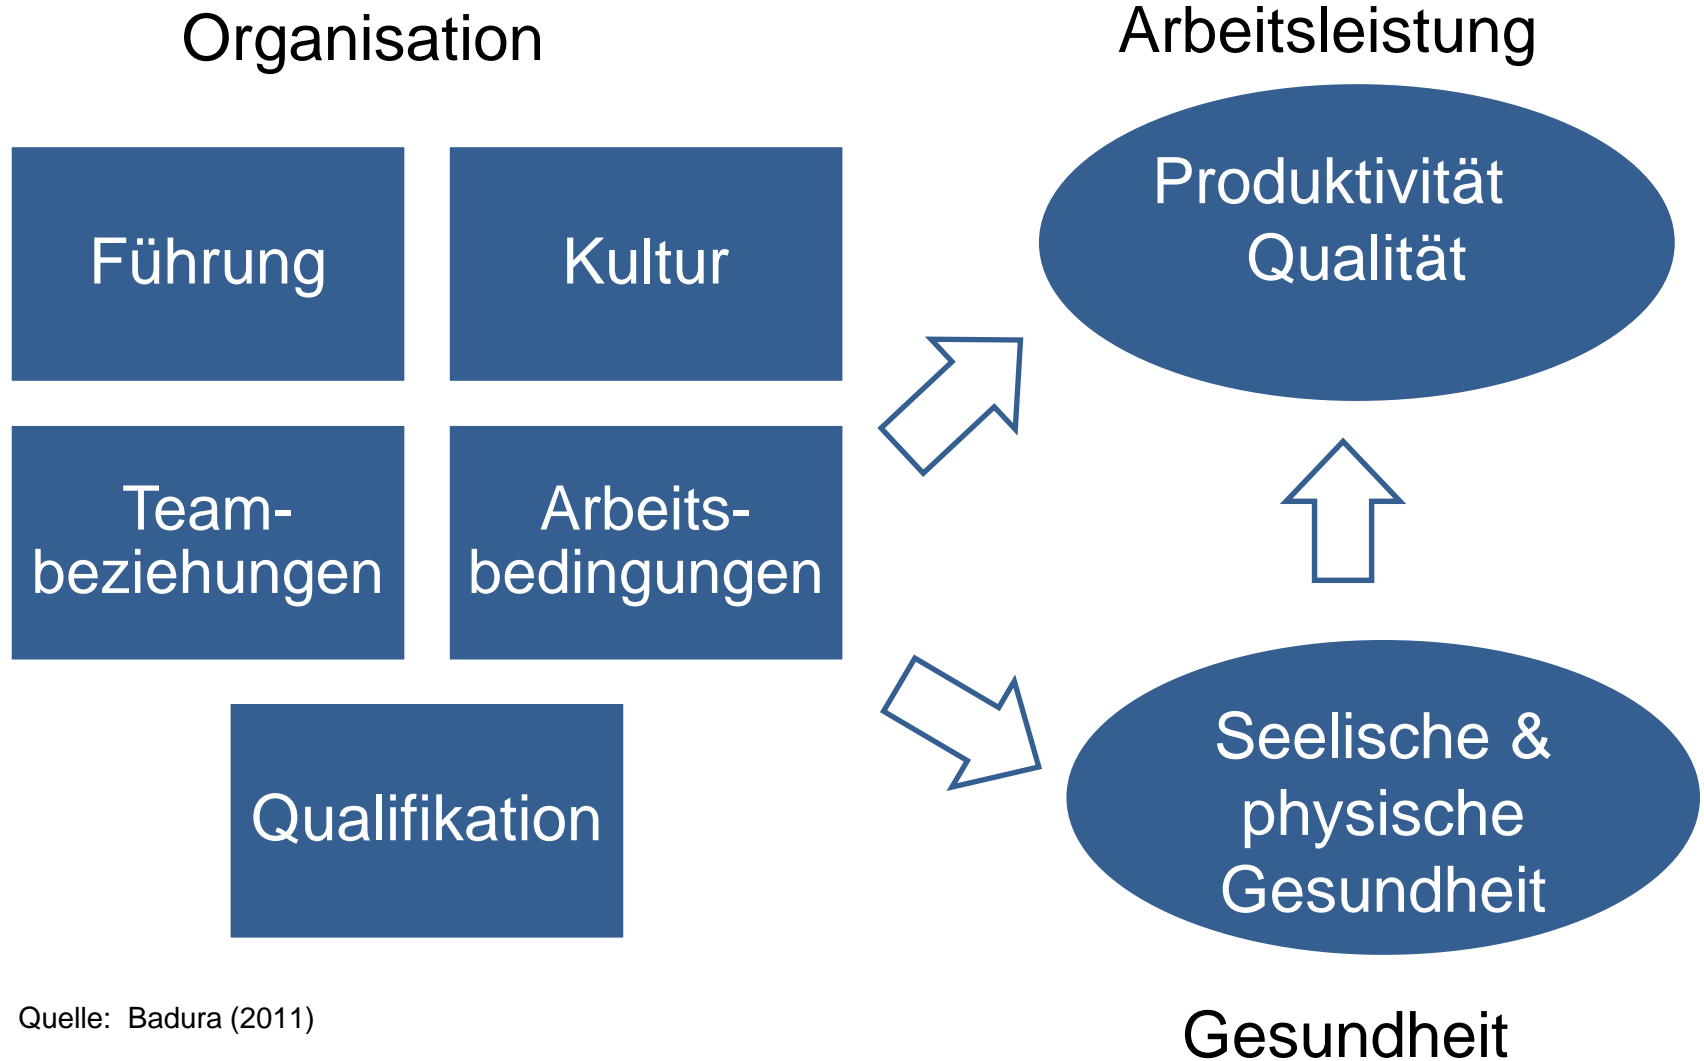 Organisation
Führung
Kultur
Team-
beziehungen
Arbeits-
bedingungen
Qualifikation
Arbeitsleistung
Produktivität
Qualität
Seelische &
physische
Gesundheit
Gesundheit
Quelle: Badura (2011)